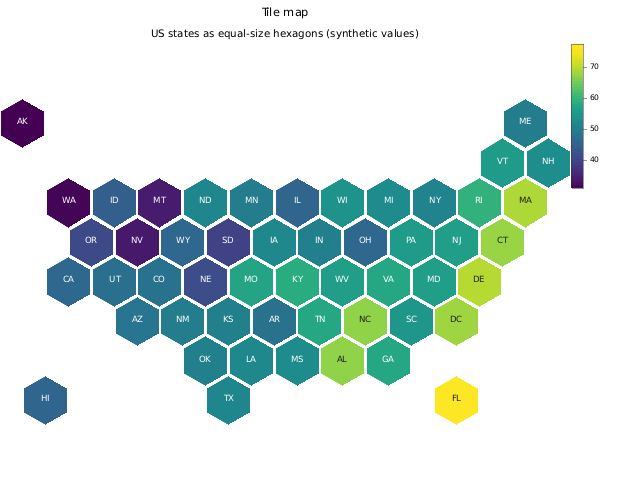 Tile map
US states as equal-size hexagons (synthetic values)
70
60
50
40
AK
ME
VT NH
WA ID MT ND MN IL WI MI NY RI MA
OR NV WY SD IA IN OH PA NJ CT
CA UT CO NE MO KY WV VA MD DE
AZ NM KS AR TN NC SC DC
OK LA MS AL GA
HI TX FL